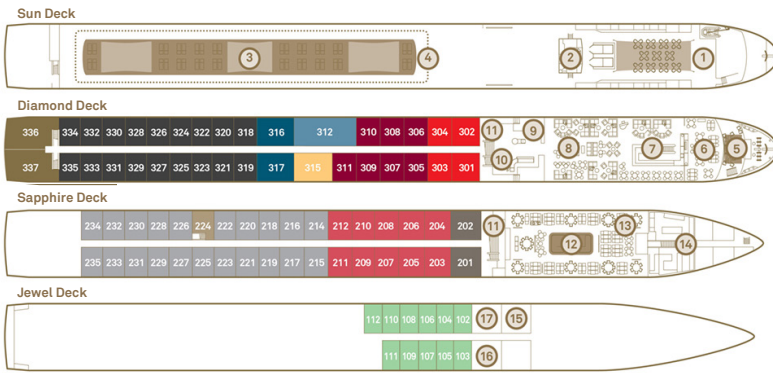 Sun Deck
3 4 2 1
Diamond Deck
336 334 332 330 328 326 324 322 320 318 316 312 310 308 306 304 302 11 9
10 8 7 6 5
337 335 333 331 329 327 325 323 321 319 317 315 311 309 307 305 303 301
Sapphire Deck
234 232 230 228 226 224 222 220 218 216 214 212 210 208 206 204 202 11 13
12 14
235 233 231 229 227 225 223 221 219 217 215 211 209 207 205 203 201
Jewel Deck
112 110 108 106 104 102 17 15
111 109 107 105 103 16